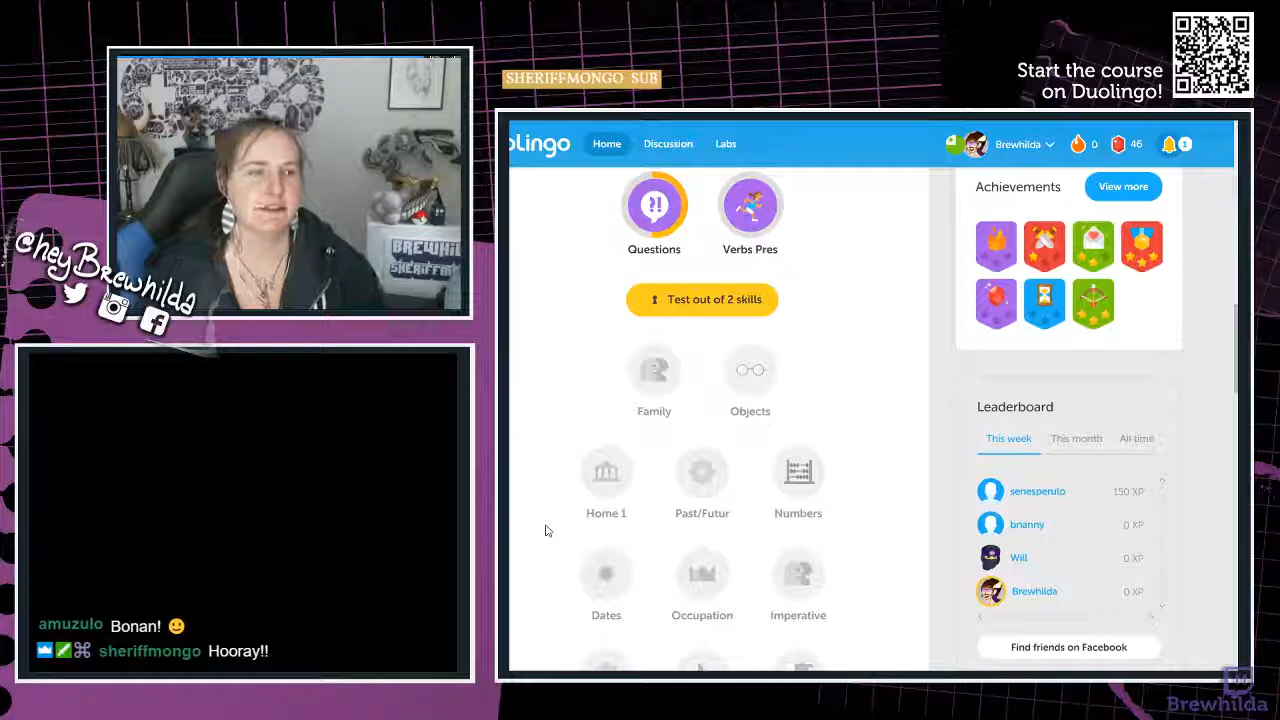 SHERIFFMONGO SUB
Start the course
on Duolingo!
@heyBrewhilda
BREWHIL
SHERIFFM
olingo
Home
Discussion
Labs
Brewhilda
0
46
1
Achievements
View more
Questions
Verbs Pres
Test out of 2 skills
Family
Objects
Home 1
Past/Futur
Numbers
Dates
Occupation
Imperative
Leaderboard
This week
This month
All time
senesperulo 150 XP
bnanny 0 XP
Will 0 XP
Brewhilda 0 XP
Find friends on Facebook
amuzulo Bonan!
sheriffmongo Hooray!!
Brewhilda